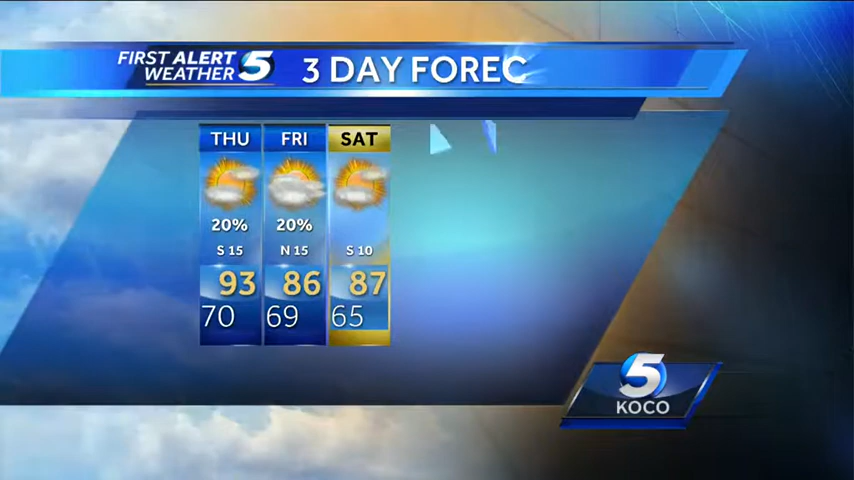 FIRST ALERT
WEATHER 5
3 DAY FOREC
THU FRI SAT
20% 20%
S 15 N 15 S 10
93 86 87
70 69 65
5
KOCO